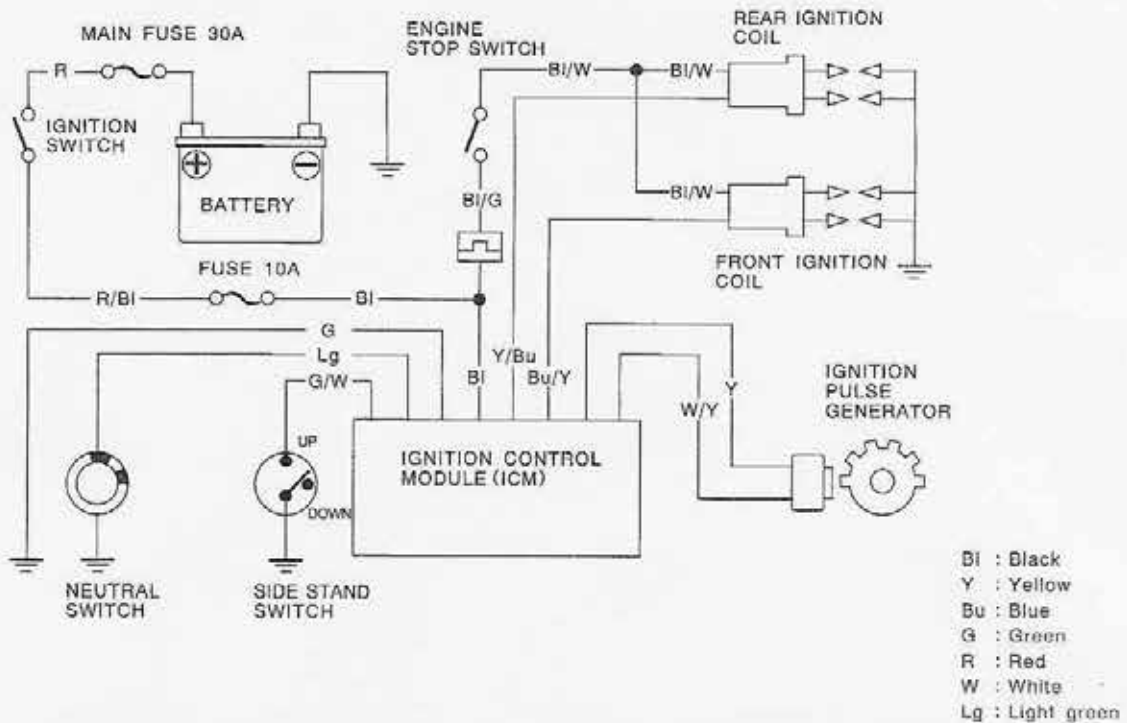 MAIN FUSE 30A
R
IGNITION
SWITCH
BATTERY
ENGINE
STOP SWITCH
Bl/W
Bl/W
REAR IGNITION
COIL
Bl/G
Bl/W
FRONT IGNITION
COIL
FUSE 10A
R/Bl
Bl
G
Lg
G/W
Bl
Y/Bu
Bu/Y
W/Y
Y
IGNITION
PULSE
GENERATOR
UP
DOWN
IGNITION CONTROL
MODULE (ICM)
NEUTRAL
SWITCH
SIDE STAND
SWITCH
Bl : Black
Y : Yellow
Bu : Blue
G : Green
R : Red
W : White
Lg : Light green